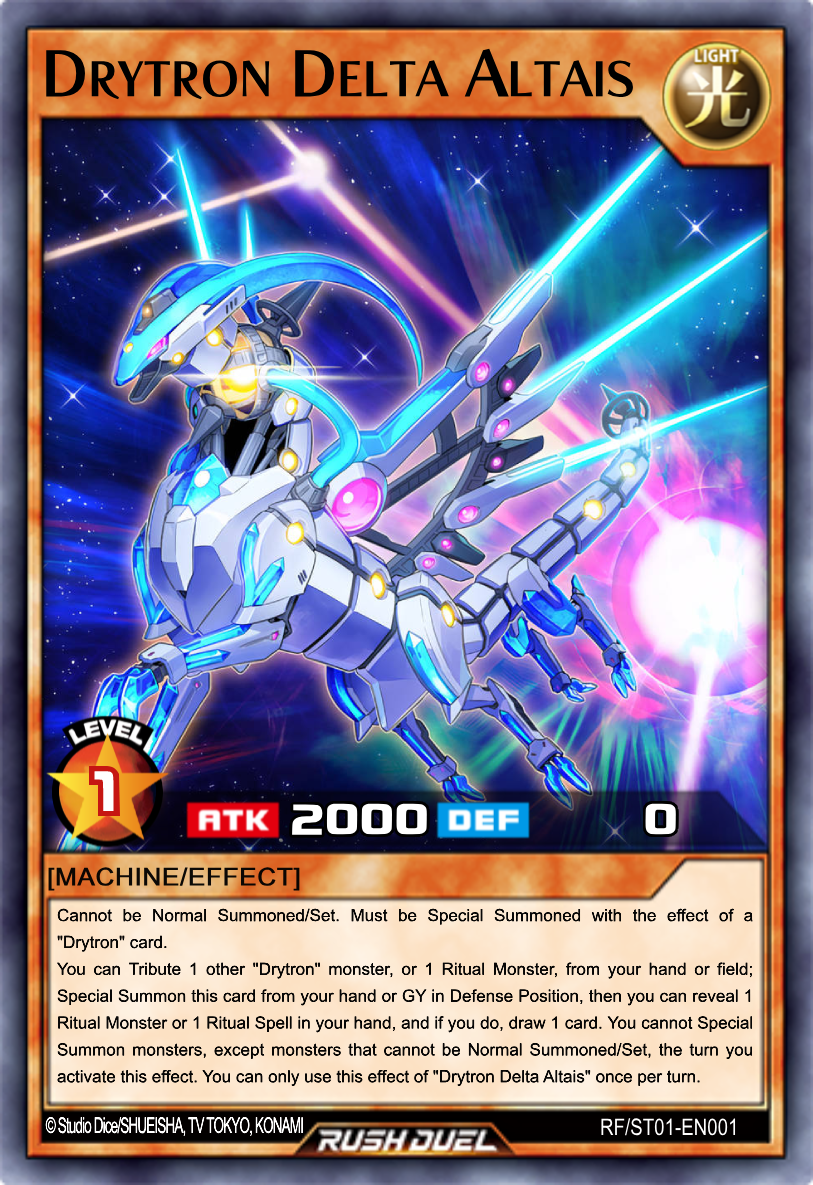 DRYTRON DELTA ALTAIS
LIGHT
光
LEVEL
1
ATK 2000 DEF 0
[MACHINE/EFFECT]
Cannot be Normal Summoned/Set. Must be Special Summoned with the effect of a
"Drytron" card.
You can Tribute 1 other "Drytron" monster, or 1 Ritual Monster, from your hand or field;
Special Summon this card from your hand or GY in Defense Position, then you can reveal 1
Ritual Monster or 1 Ritual Spell in your hand, and if you do, draw 1 card. You cannot Special
Summon monsters, except monsters that cannot be Normal Summoned/Set, the turn you
activate this effect. You can only use this effect of "Drytron Delta Altais" once per turn.
© Studio Dice/SHUEISHA, TV TOKYO, KONAMI
RUSH DUEL
RF/ST01-EN001